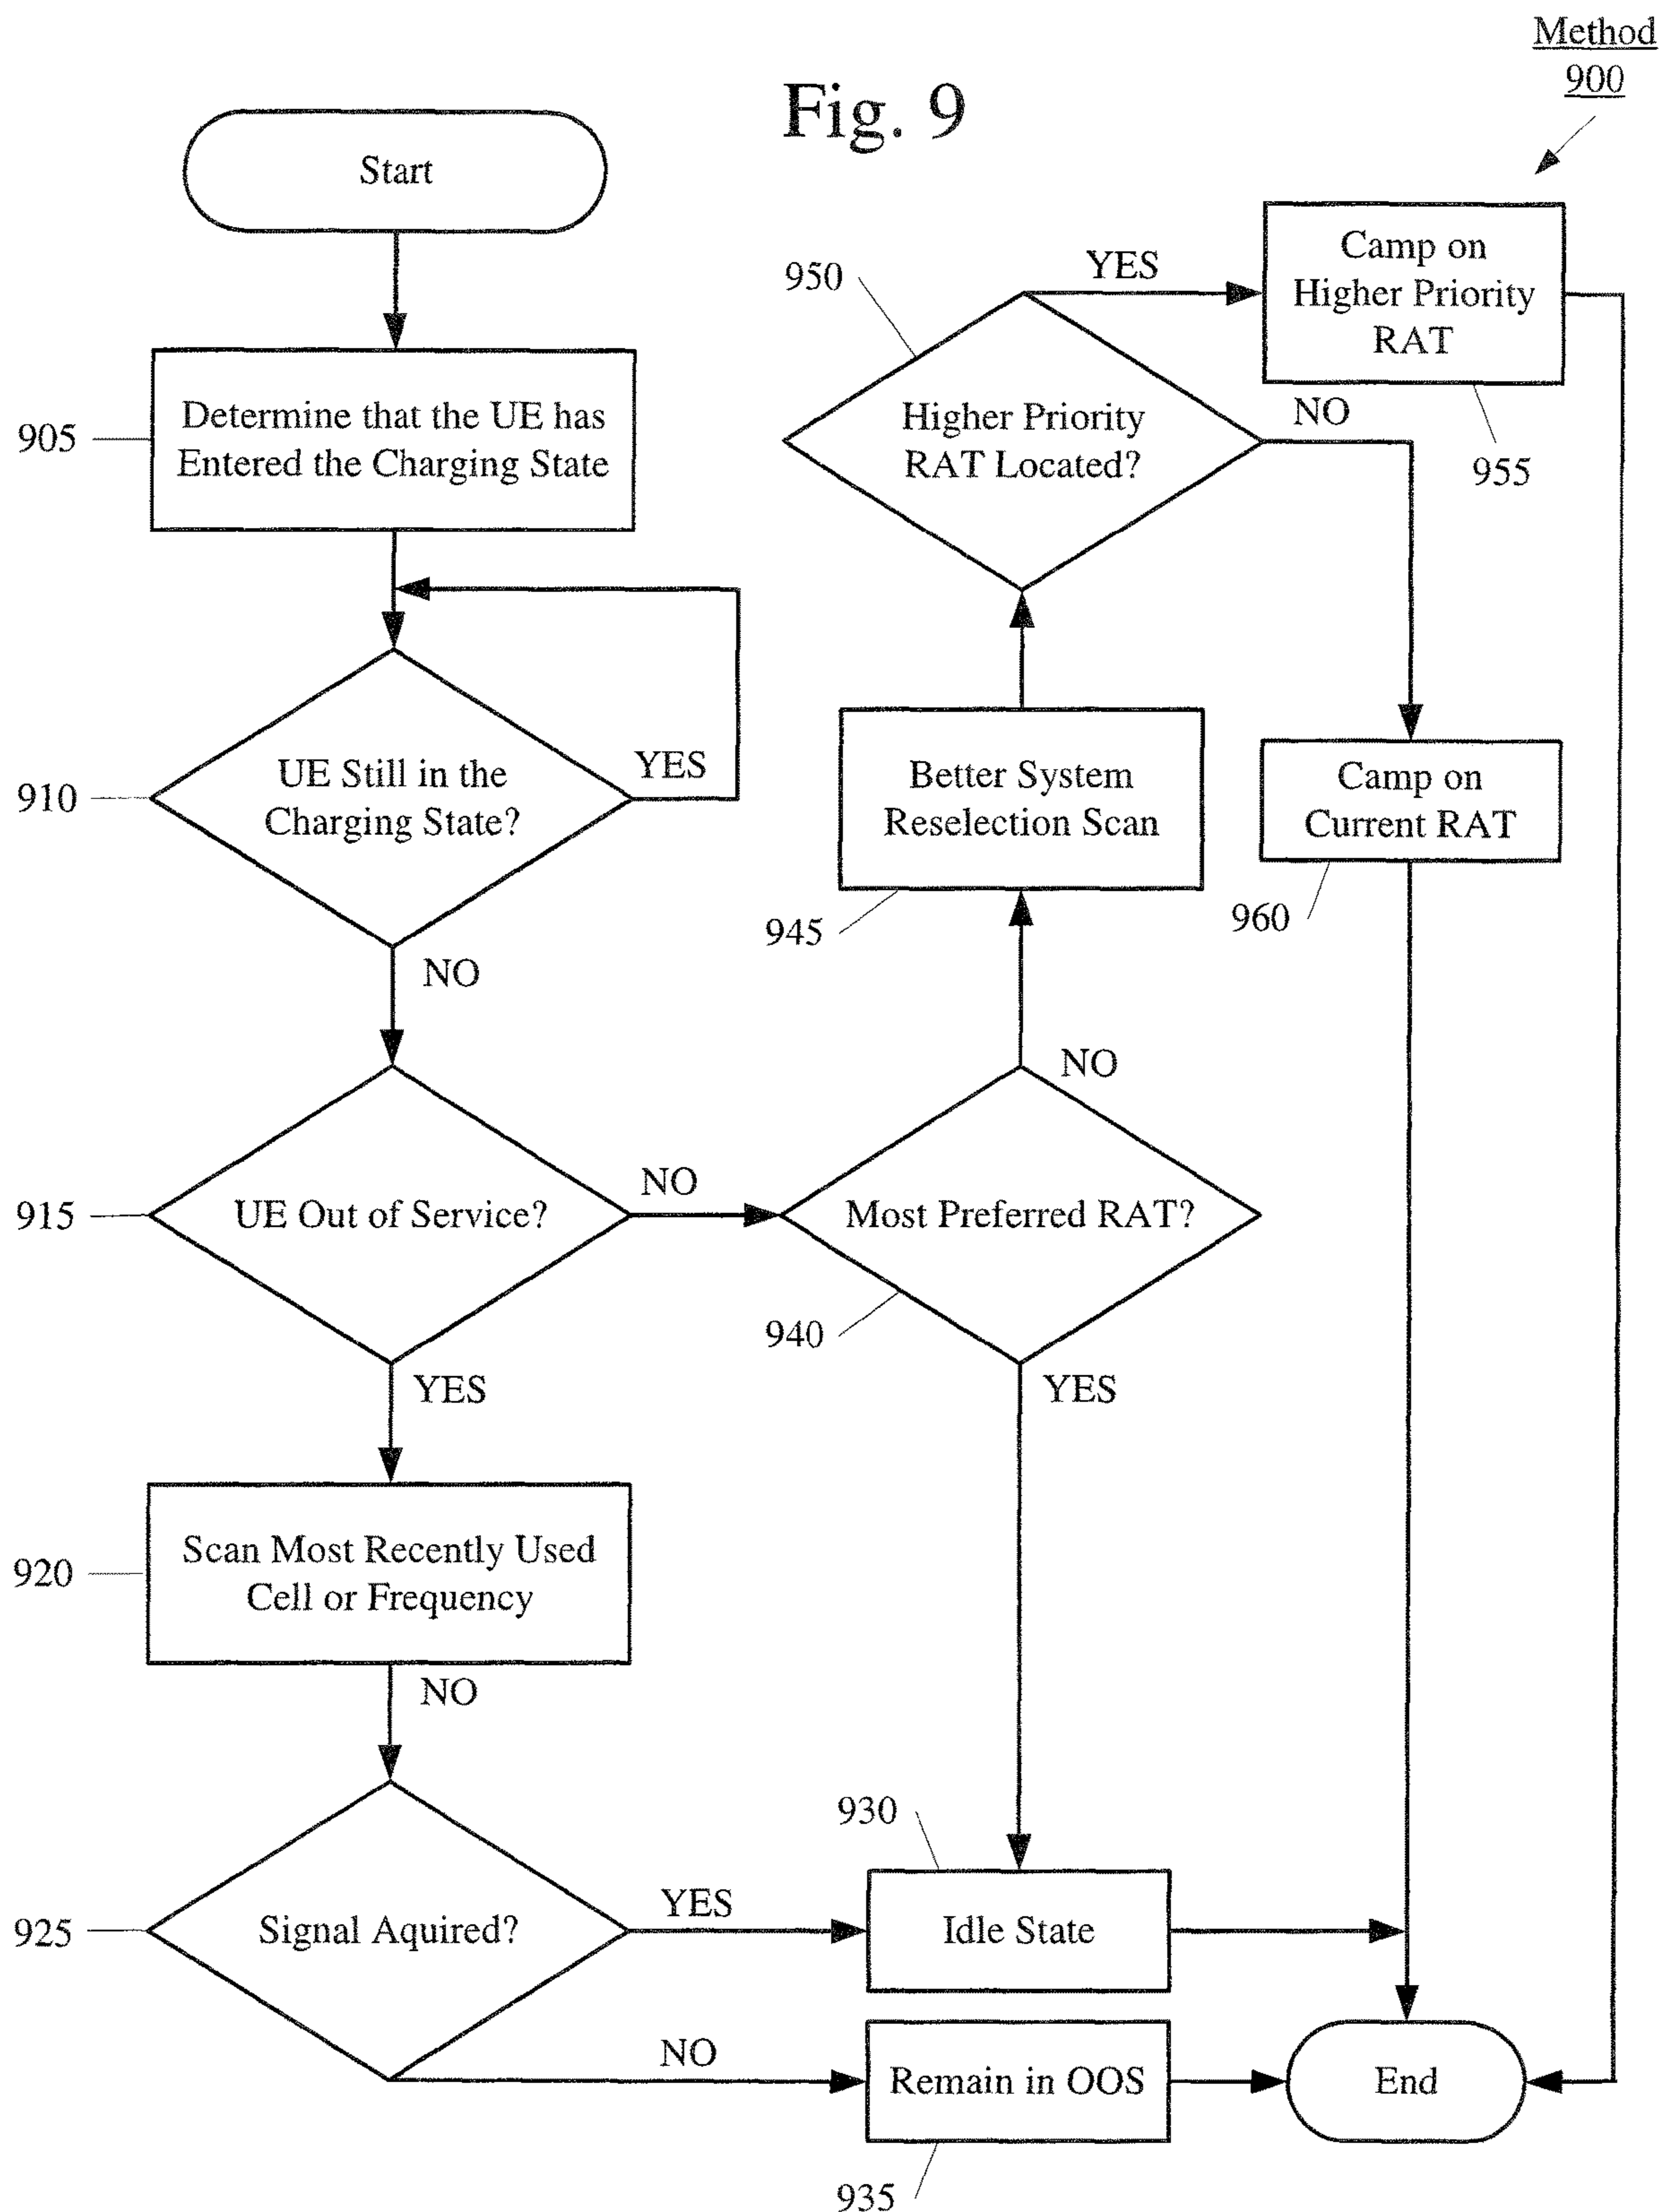 Method
900
Fig. 9
Start
905
Determine that the UE has
Entered the Charging State
910
UE Still in the
Charging State?
YES
NO
915
UE Out of Service?
NO
YES
920
Scan Most Recently Used
Cell or Frequency
NO
925
Signal Aquired?
YES
NO
930
Idle State
Remain in OOS
935
End
940
Most Preferred RAT?
NO
YES
945
Better System
Reselection Scan
950
Higher Priority
RAT Located?
YES
NO
Camp on
Higher Priority
RAT
955
Camp on
Current RAT
960